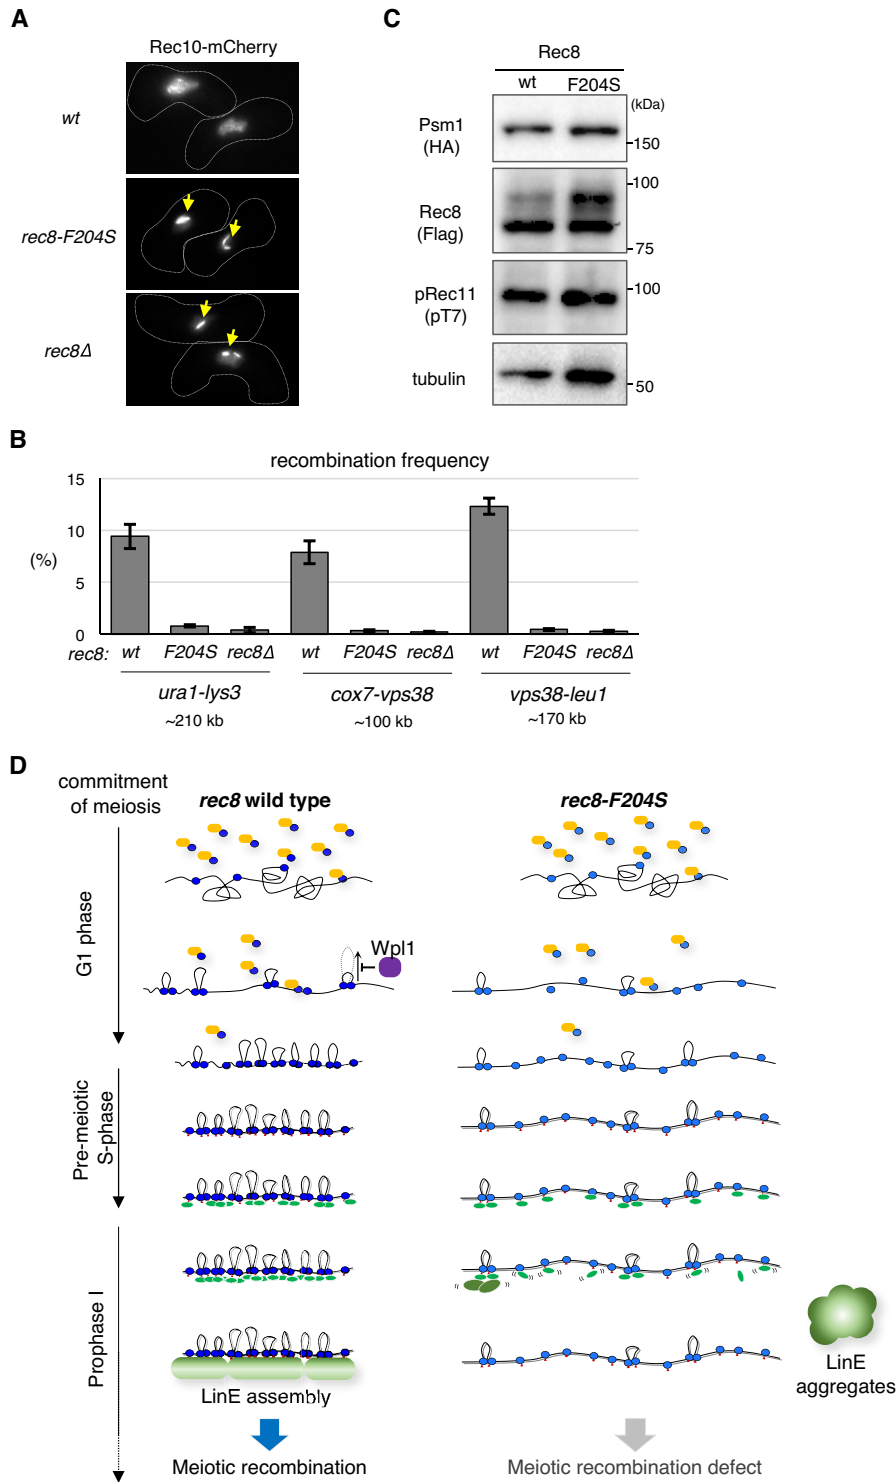 A
Rec10-mCherry
wt
rec8-F204S
rec8Δ
C
Rec8
wt
F204S
(kDa)
Psm1
(HA)
150
100
Rec8
(Flag)
75
pRec11
(pT7)
100
tubulin
50
B
recombination frequency
15
10
(%)
5
0
rec8: wt F204S rec8Δ wt F204S rec8Δ wt F204S rec8Δ
ura1-lys3 cox7-vps38 vps38-leu1
~210 kb ~100 kb ~170 kb
D
commitment
of meiosis
rec8 wild type
rec8-F204S
G1 phase
Wpl1
Pre-meiotic
S-phase
Prophase I
LinE assembly
LinE
aggregates
Meiotic recombination
Meiotic recombination defect